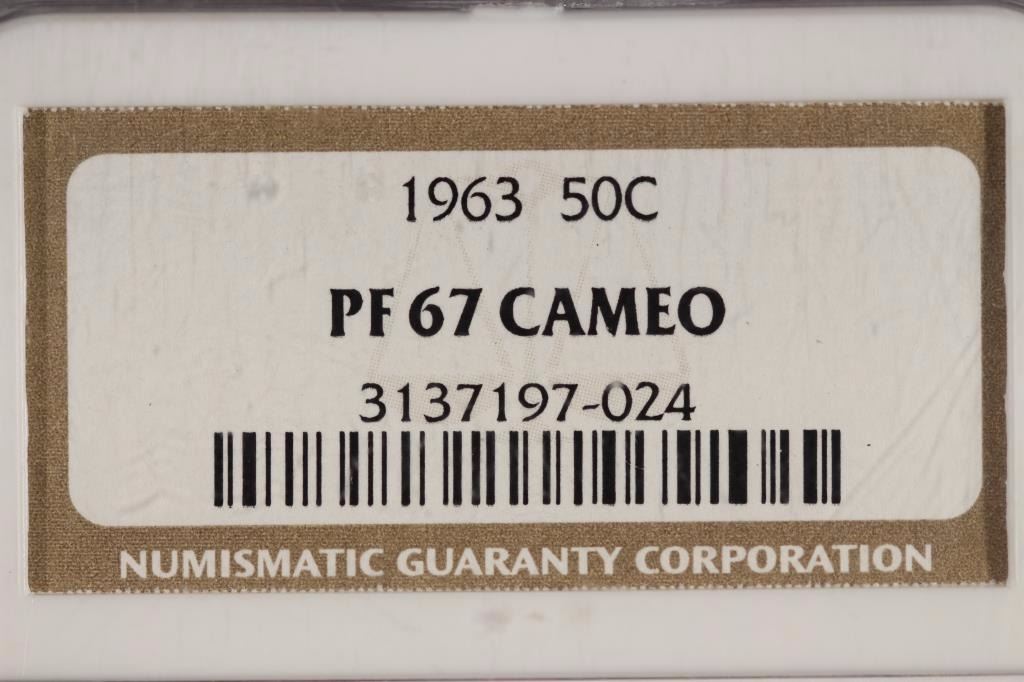 1963 50C
PF 67 CAMEO
3137197-024
NUMISMATIC GUARANTY CORPORATION